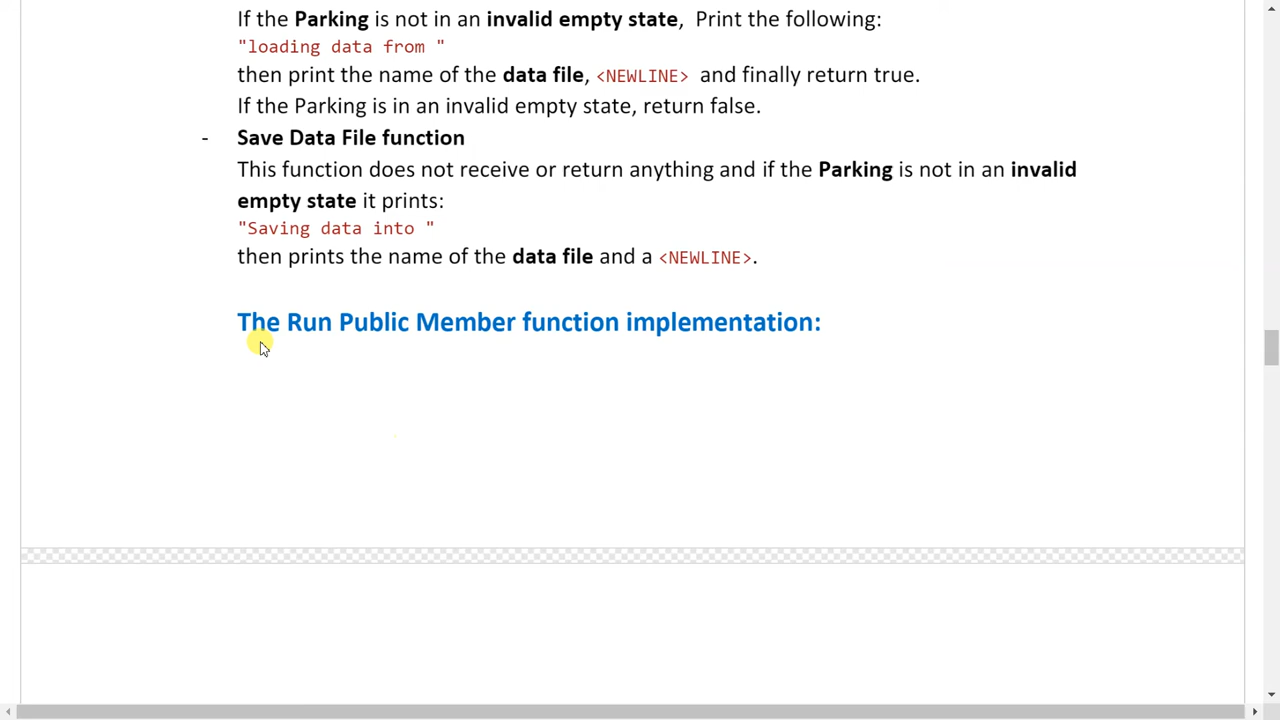 If the Parking is not in an invalid empty state,  Print the following:
"loading data from "
then print the name of the data file, <NEWLINE>  and finally return true.
If the Parking is in an invalid empty state, return false.
- Save Data File function
This function does not receive or return anything and if the Parking is not in an invalid
empty state it prints:
"Saving data into "
then prints the name of the data file and a <NEWLINE>.
The Run Public Member function implementation: